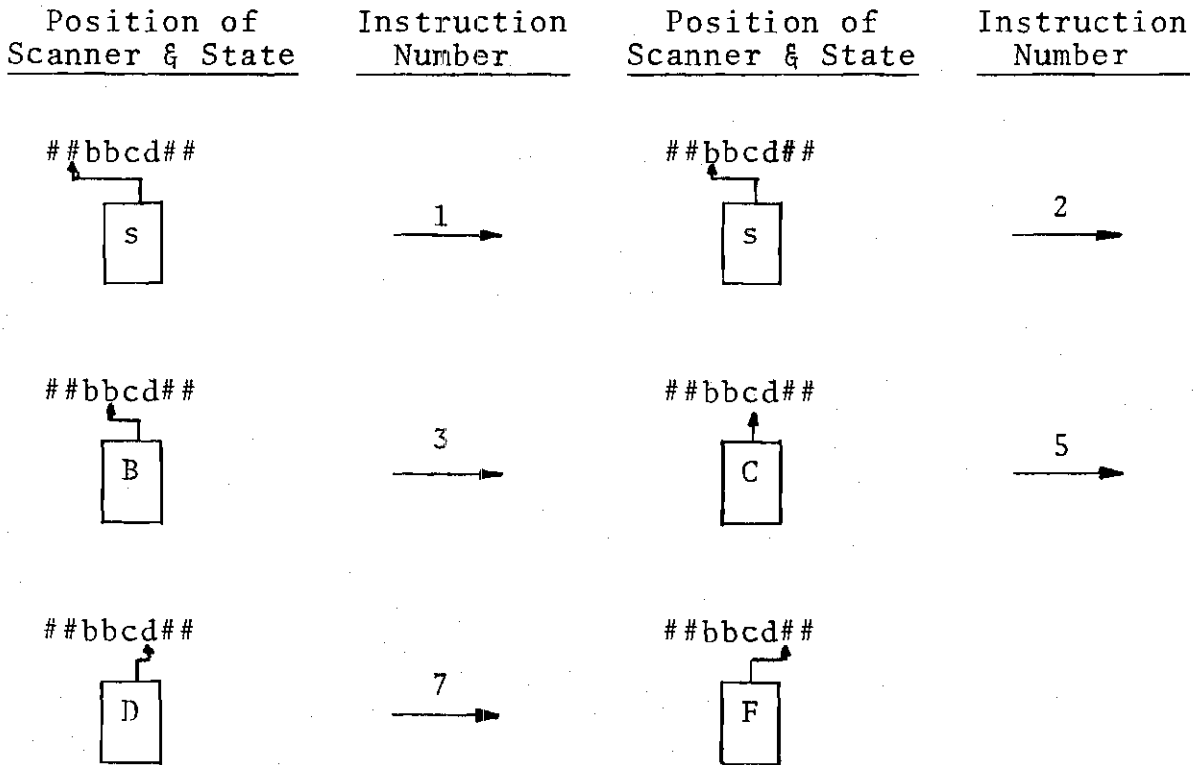 Position of Instruction Position of Instruction
Scanner & State Number Scanner & State Number
##bbcd## ##bbcd##
s 1 s 2
##bbcd## ##bbcd##
B 3 C 5
##bbcd## ##bbcd##
D 7 F